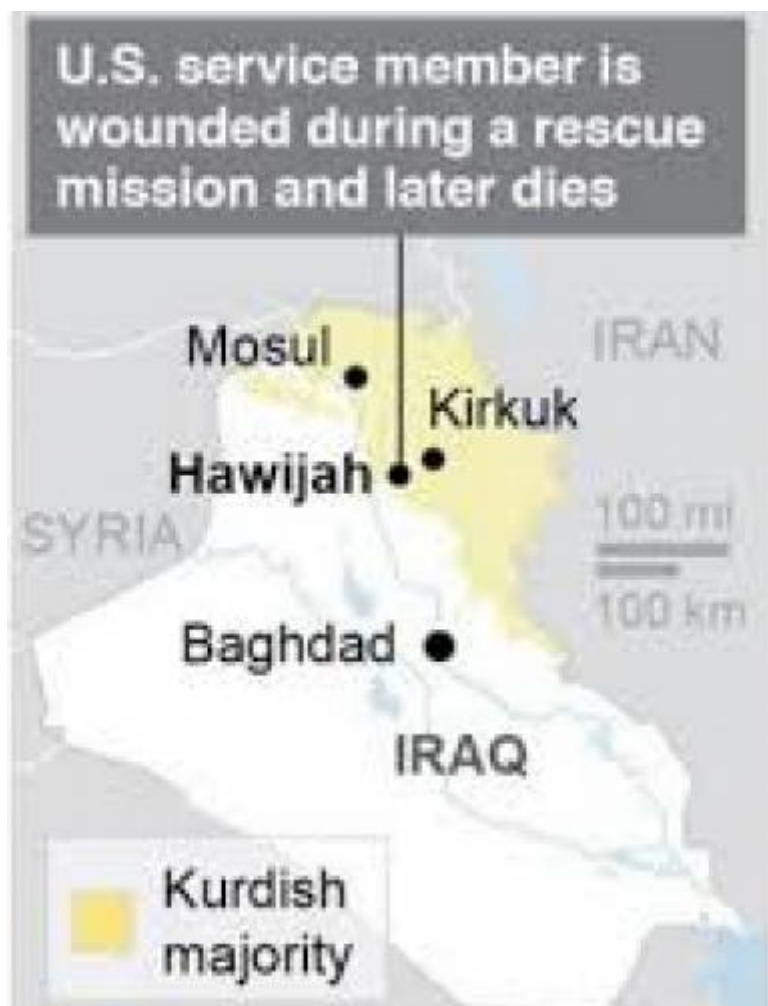 U.S. service member is
wounded during a rescue
mission and later dies
Mosul
IRAN
Kirkuk
Hawijah
SYRIA
100 mi
100 km
Baghdad
IRAQ
Kurdish
majority